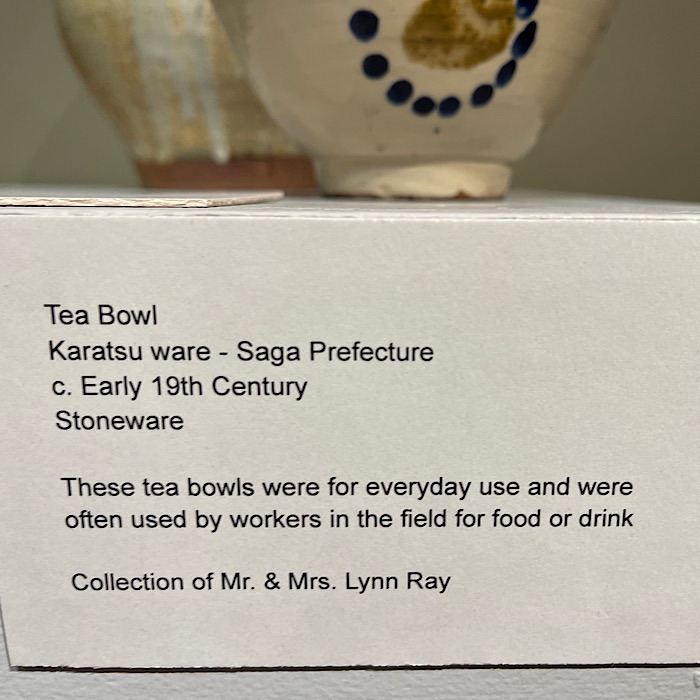 Tea Bowl
Karatsu ware - Saga Prefecture
c. Early 19th Century
Stoneware
These tea bowls were for everyday use and were
often used by workers in the field for food or drink
Collection of Mr. & Mrs. Lynn Ray